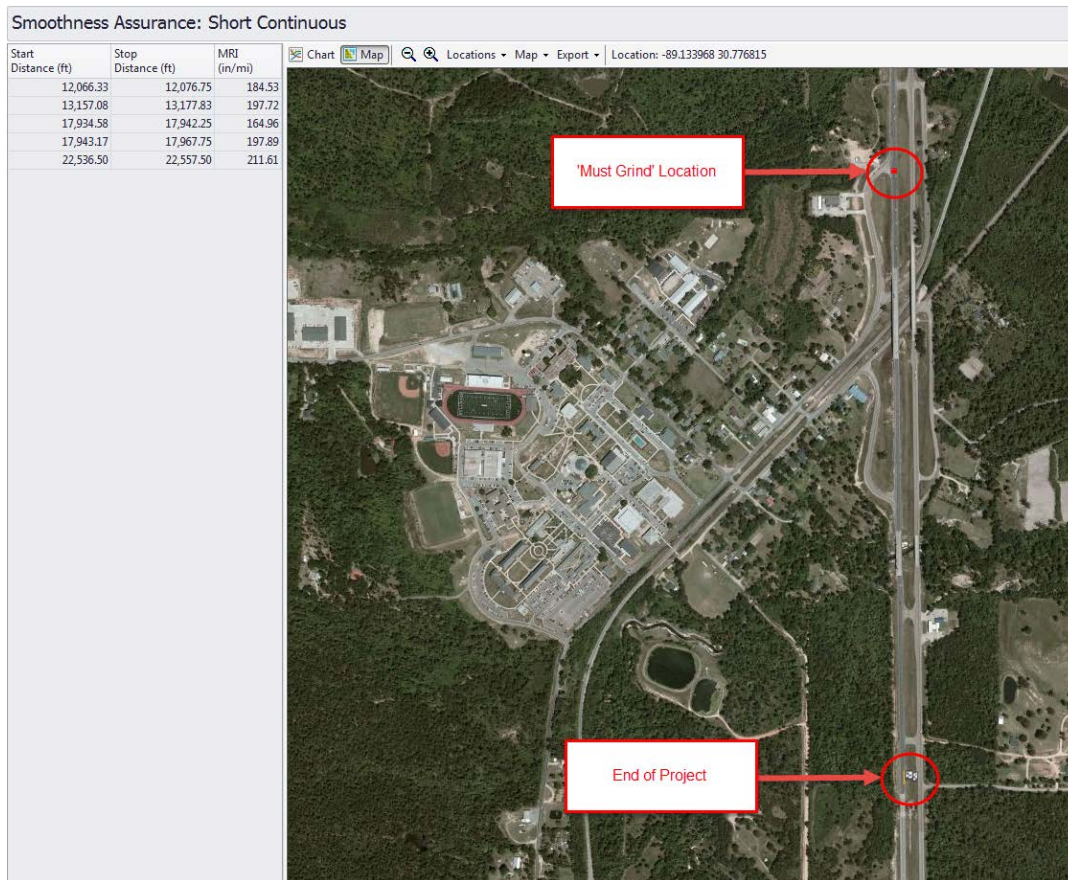 Smoothness Assurance: Short Continuous
Start Distance (ft) Stop Distance (ft) MRI (in/mi)
12,066.33 12,076.75 184.53
13,157.08 13,177.83 197.72
17,934.58 17,942.25 164.96
17,943.17 17,967.75 197.89
22,536.50 22,557.50 211.61
Chart Map Locations Map Export Location: -89.133968 30.776815
'Must Grind' Location
End of Project